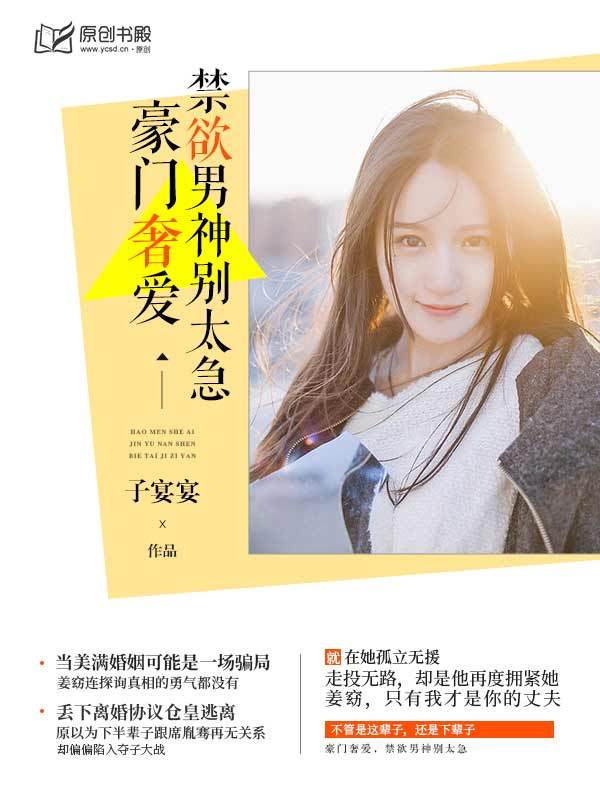 原创书殿
www.ycsd.cn·原创
豪门奢爱
禁欲男神别太急
HAO MEN SHE AI
JIN YU NAN SHEN
BIE TAI JI ZI YAN
子宴宴
X
作品
·当美满婚姻可能是一场骗局
姜窈连探询真相的勇气都没有
·丢下离婚协议仓皇逃离
原以为下半辈子跟席胤骞再无关系
却偏偏陷入夺子大战
就在她孤立无援
走投无路，却是他再度拥紧她
姜窈，只有我才是你的丈夫
不管是这辈子，还是下辈子
豪门奢爱，禁欲男神别太急